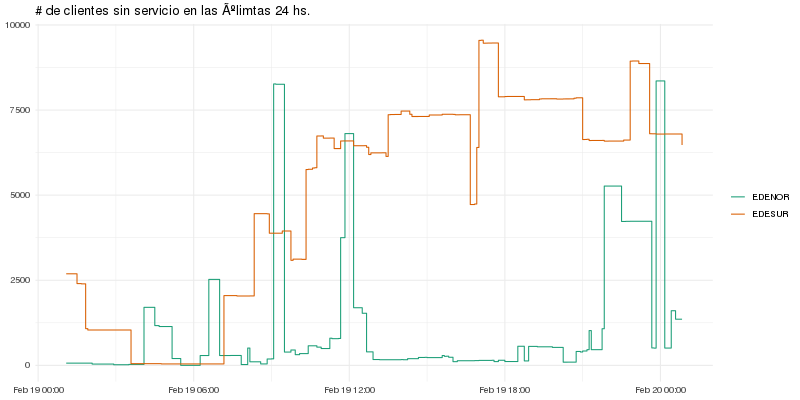 # de clientes sin servicio en las Ãºlimtas 24 hs.
10000
7500
5000
2500
0
Feb 19 00:00
Feb 19 06:00
Feb 19 12:00
Feb 19 18:00
Feb 20 00:00
EDENOR
EDESUR